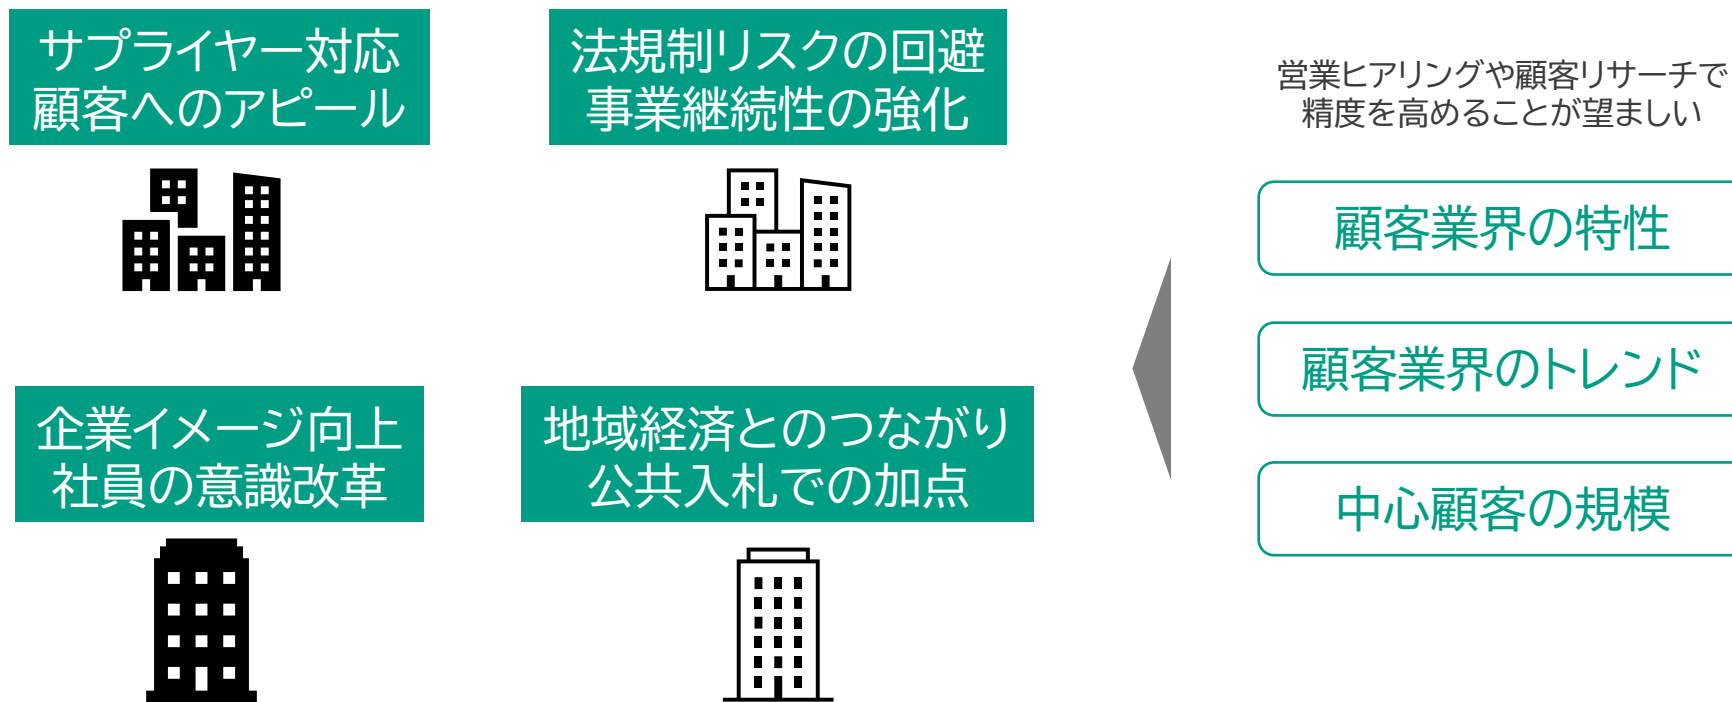 サプライヤー対応
顧客へのアピール
法規制リスクの回避
事業継続性の強化
企業イメージ向上
社員の意識改革
地域経済とのつながり
公共入札での加点
営業ヒアリングや顧客リサーチで
精度を高めることが望ましい
顧客業界の特性
顧客業界のトレンド
中心顧客の規模